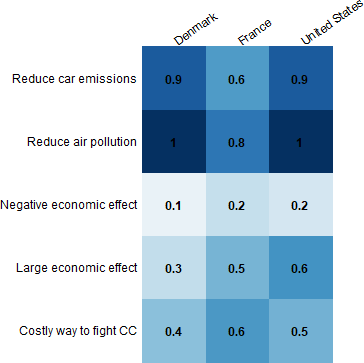 Denmark France United States
Reduce car emissions 0.9 0.6 0.9
Reduce air pollution 1 0.8 1
Negative economic effect 0.1 0.2 0.2
Large economic effect 0.3 0.5 0.6
Costly way to fight CC 0.4 0.6 0.5